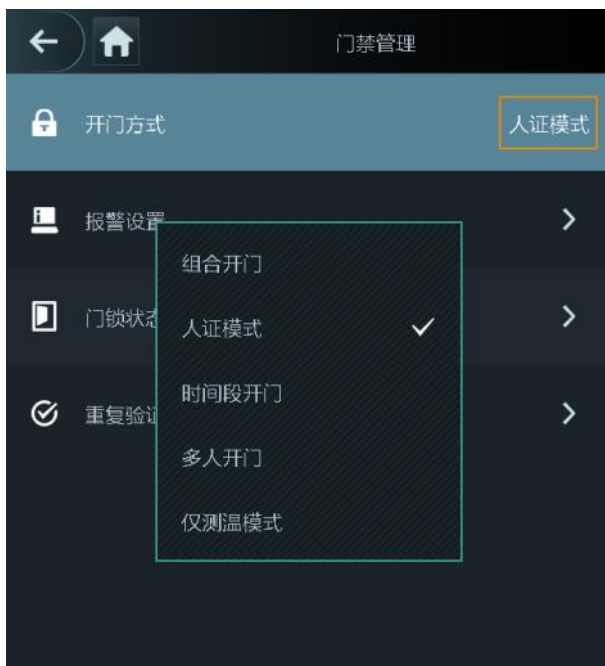 门禁管理
开门方式
人证模式
报警设置
组合开门
门锁状态
人证模式
时间段开门
重复验证
多人开门
仅测温模式